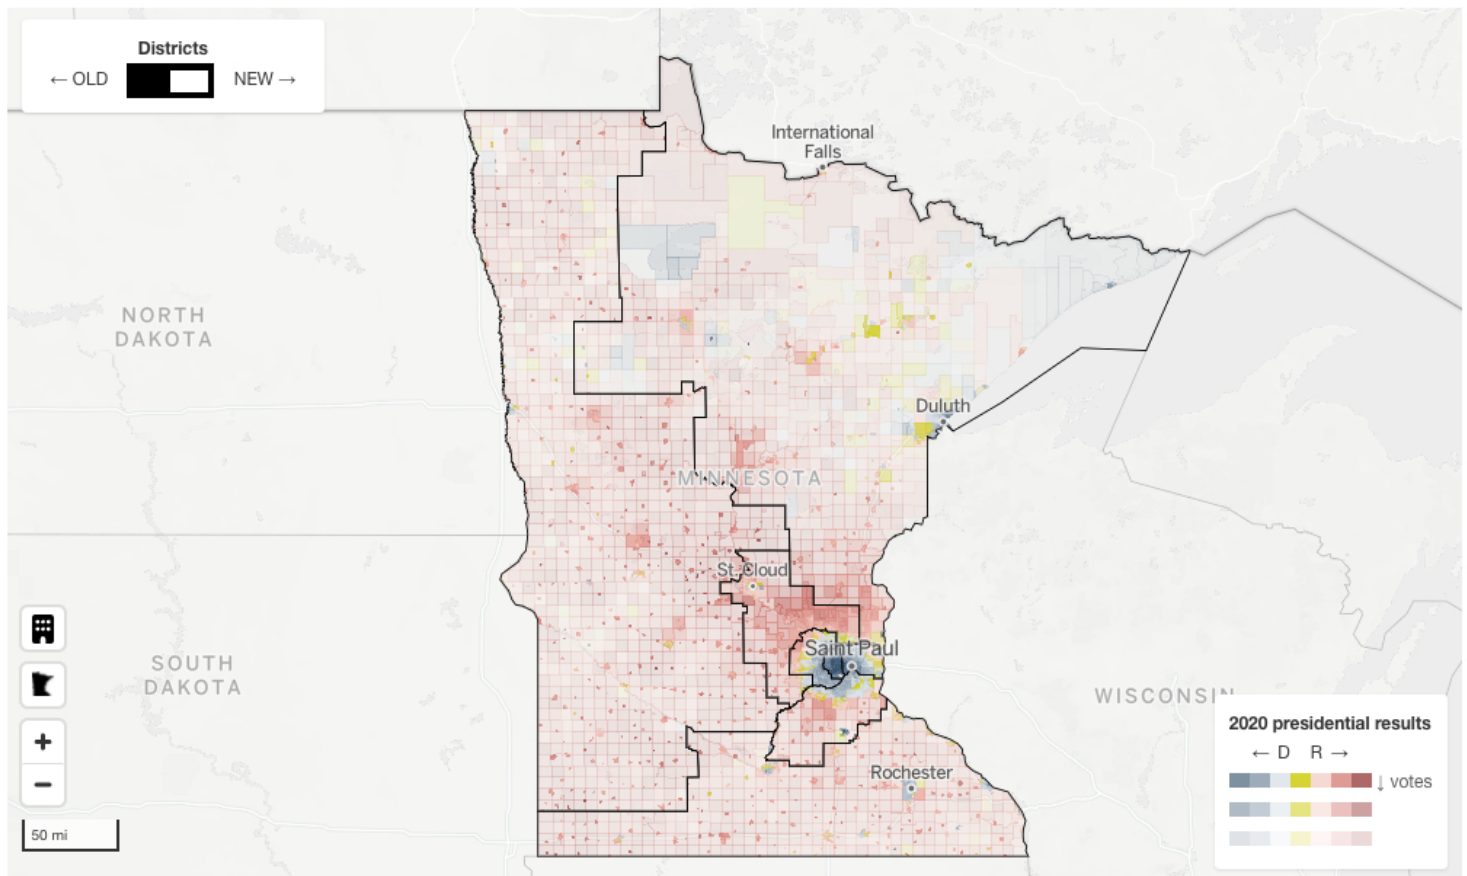 Districts
← OLD
NEW →
International
Falls
NORTH
DAKOTA
Duluth
MINNESOTA
St. Cloud
Saint Paul
SOUTH
DAKOTA
WISCONSIN
Rochester
2020 presidential results
← D R →
↓ votes
+
−
50 mi